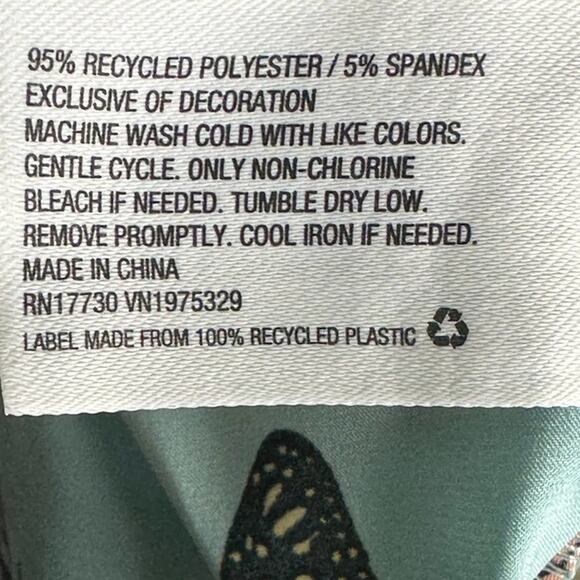 95% RECYCLED POLYESTER / 5% SPANDEX
EXCLUSIVE OF DECORATION
MACHINE WASH COLD WITH LIKE COLORS.
GENTLE CYCLE. ONLY NON-CHLORINE
BLEACH IF NEEDED. TUMBLE DRY LOW.
REMOVE PROMPTLY. COOL IRON IF NEEDED.
MADE IN CHINA
RN17730 VN1975329
LABEL MADE FROM 100% RECYCLED PLASTIC